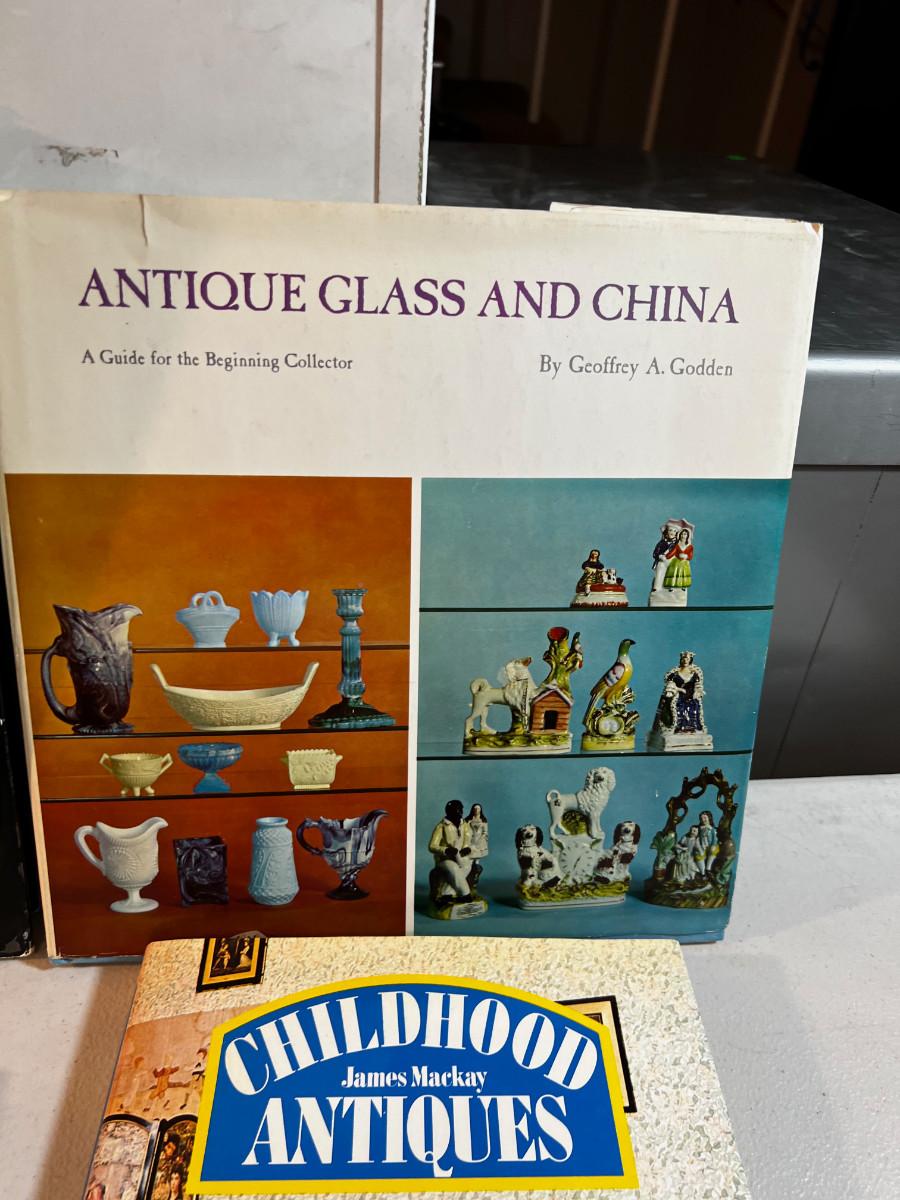 ANTIQUE GLASS AND CHINA
A Guide for the Beginning Collector
By Geoffrey A. Godden
CHILDHOOD
James Mackay
ANTIQUES